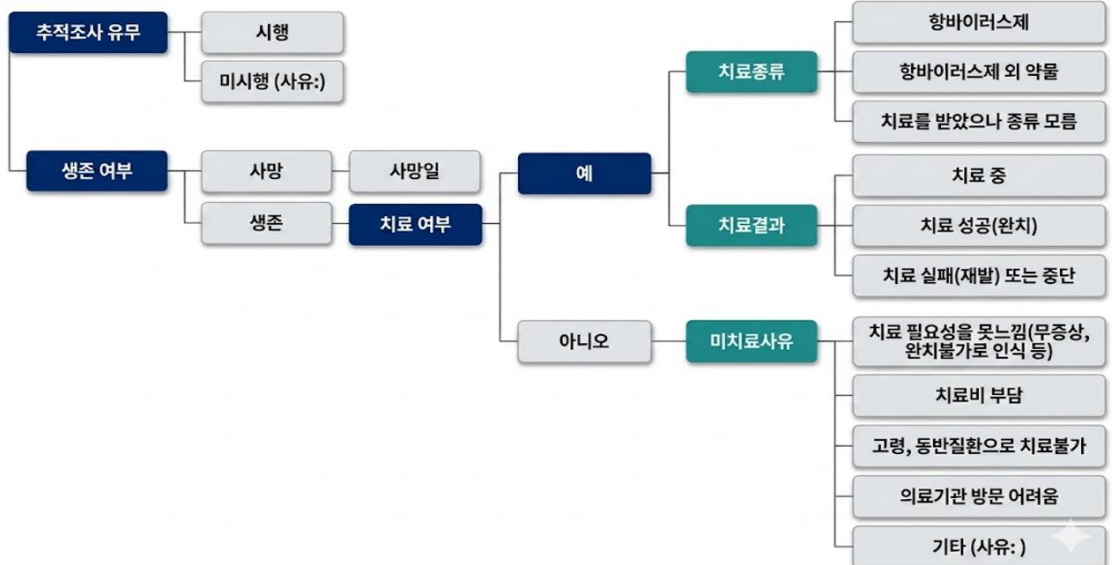 추적조사 유무
시행
미시행 (사유:)
생존 여부
사망
사망일
생존
치료 여부
예
치료종류
항바이러스제
항바이러스제 외 약물
치료를 받았으나 종류 모름
치료결과
치료 중
치료 성공(완치)
치료 실패(재발) 또는 중단
아니오
미치료사유
치료 필요성을 못느낌(무증상,
완치불가로 인식 등)
치료비 부담
고령, 동반질환으로 치료불가
의료기관 방문 어려움
기타 (사유: )